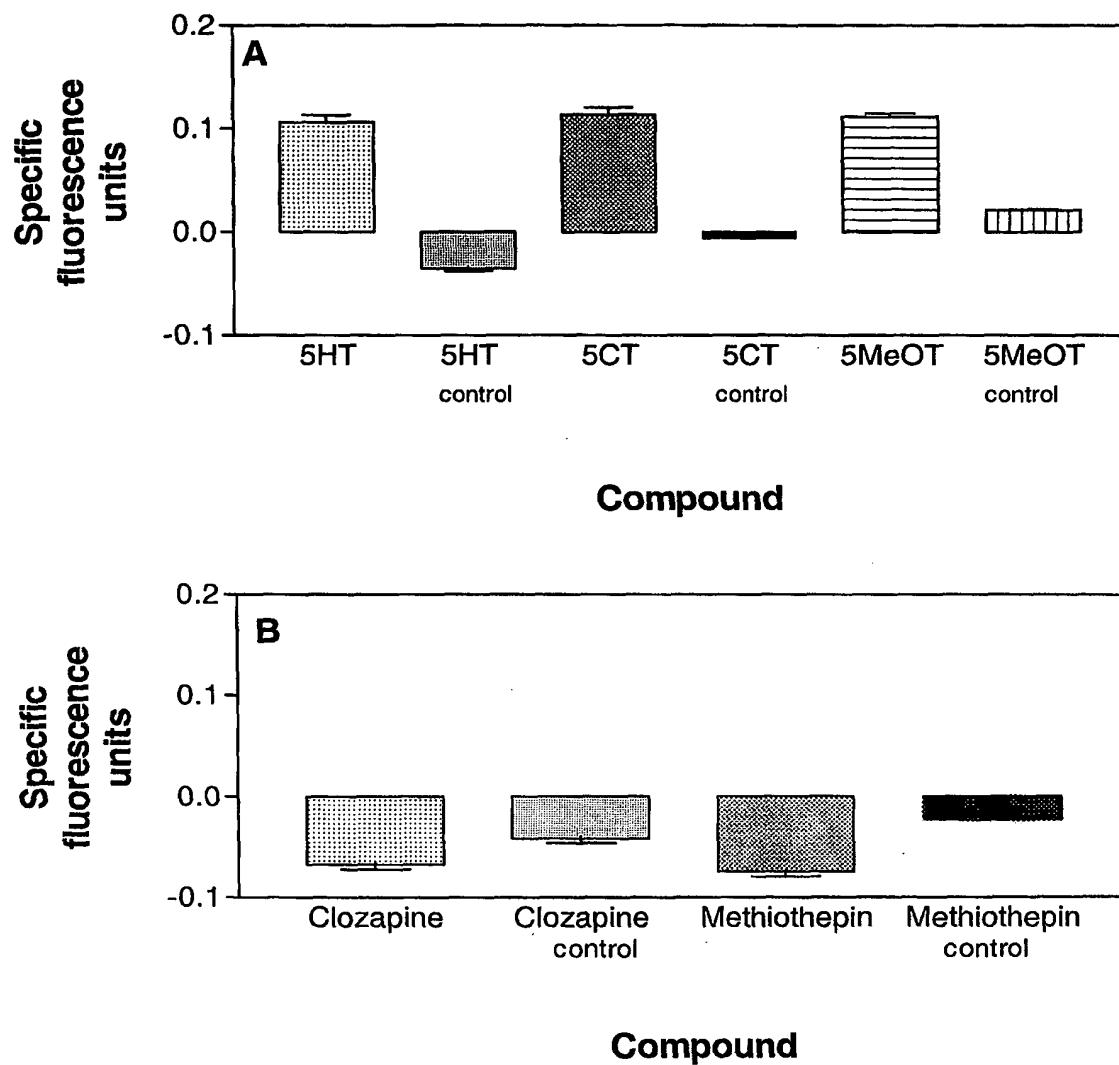 A
0.2
0.1
0.0
-0.1
Specific
fluorescence
units
5HT 5HT 5CT 5CT 5MeOT 5MeOT
control control control
Compound
B
0.2
0.1
0.0
-0.1
Specific
fluorescence
units
Clozapine Clozapine Methiothepin Methiothepin
control control
Compound